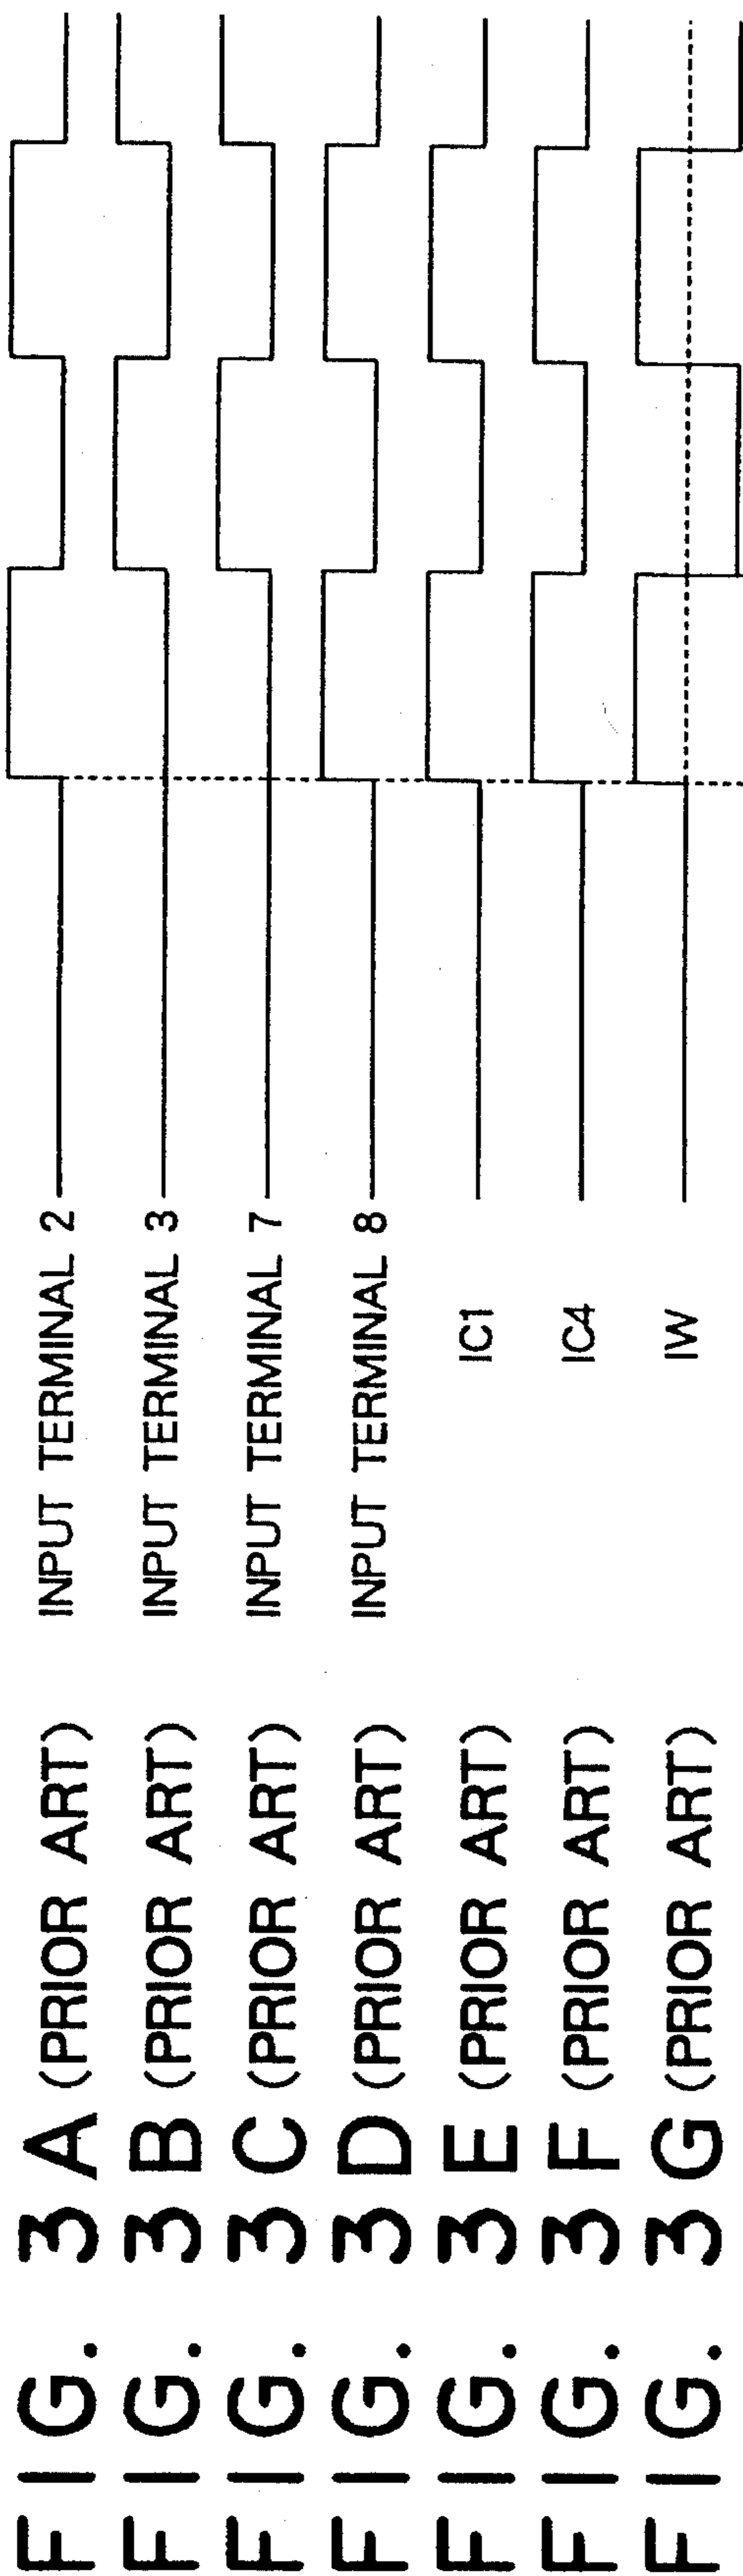 FIG. 3A (PRIOR ART) INPUT TERMINAL 2
FIG. 3B (PRIOR ART) INPUT TERMINAL 3
FIG. 3C (PRIOR ART) INPUT TERMINAL 7
FIG. 3D (PRIOR ART) INPUT TERMINAL 8
FIG. 3E (PRIOR ART) IC1
FIG. 3F (PRIOR ART) IC4
FIG. 3G (PRIOR ART) IW